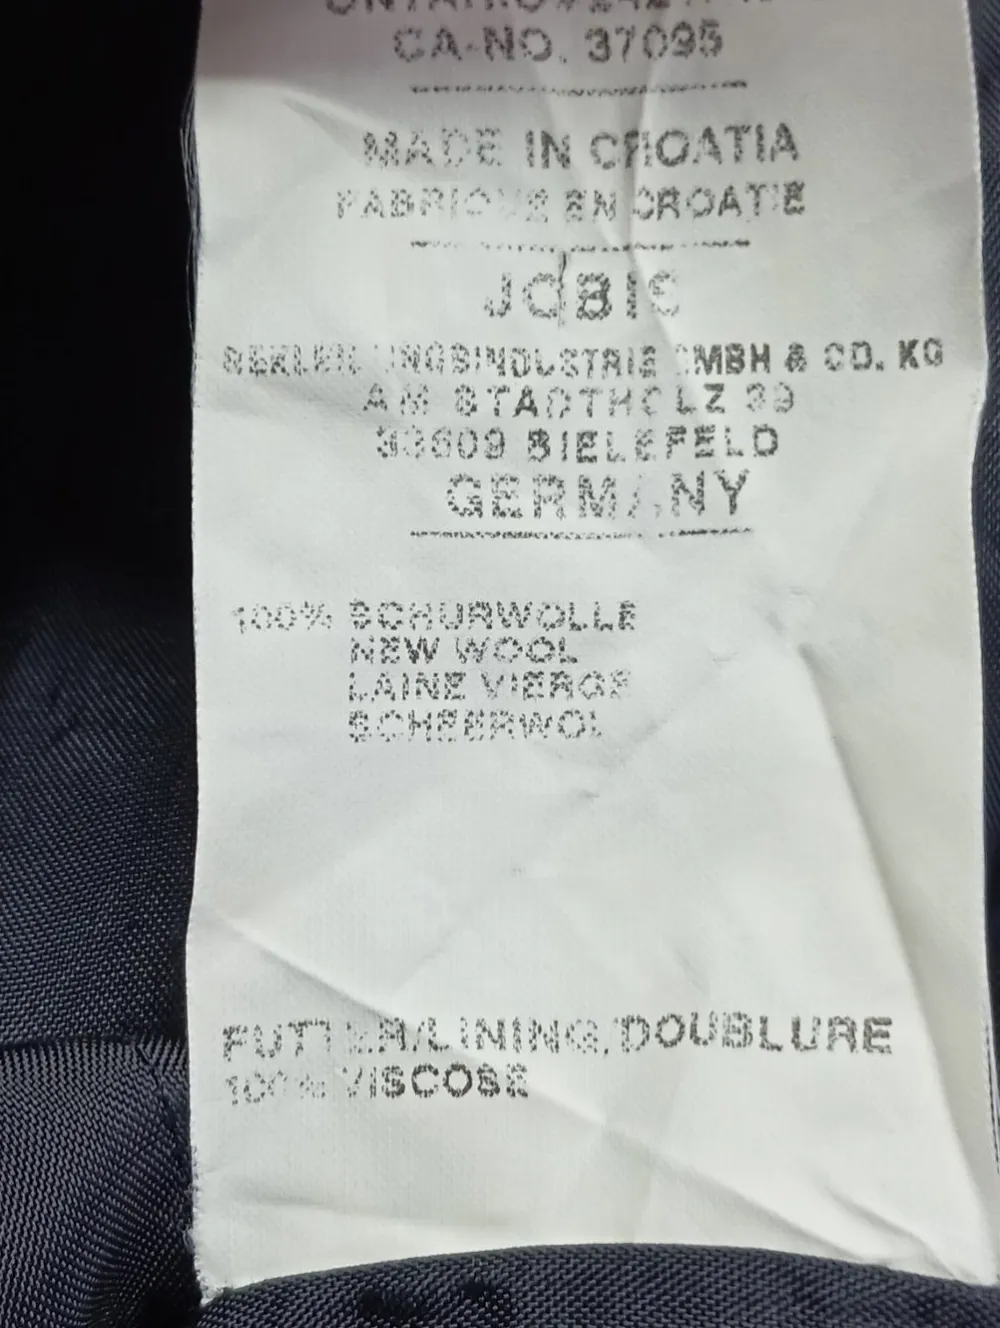 CA-NO. 37095
MADE IN CROATIA
FABRIQUE EN CROATIE
JOBIS
BEKLEIDUNGSINDUSTRIE GMBH & CO. KG
AM STADTHOLZ 39
33609 BIELEFELD
GERMANY
100% SCHURWOLLE
NEW WOOL
LAINE VIERGE
SCHEERWOL
FUTTER/LINING/DOUBLURE
100% VISCOSE